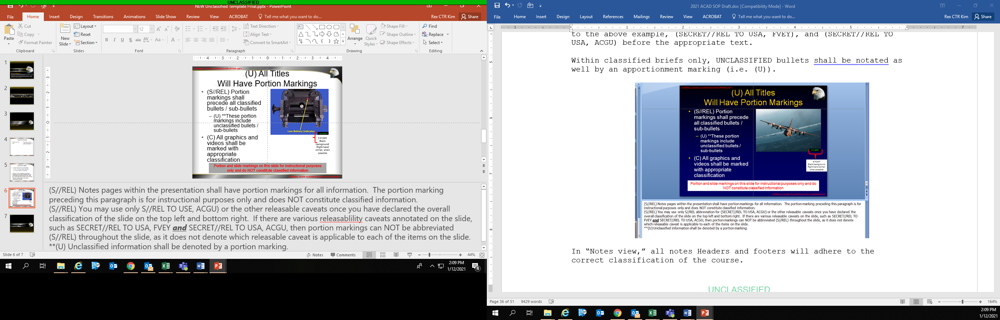 UNCLASSIFIED
NEW Unclassified Template Final.pptx - PowerPoint
File Home Insert Design Transitions Animations Slide Show Review View ACROBAT Tell me what you want to do... Rex CTR Kim Share
Paste
Cut
Copy
Format Painter
Clipboard
New Slide
Layout
Reset
Section
Slides
12
B I U S abc AV Aa A
Font
Text Direction
Align Text
Convert to SmartArt
Paragraph
Arrange
Quick Styles
Shape Fill
Shape Outline
Shape Effects
Drawing
Find
Replace
Select
Editing
1
2
3
4
5
6
7
(U) All Titles
Will Have Portion Markings
• (S//REL) Portion
markings shall
precede all classified
bullets / sub-bullets
– (U) **These portion
markings include
unclassified bullets /
sub-bullets
• (C) All graphics and
videos shall be
marked with
appropriate
classification
Low Battery Indicator
5 FONT
Black
background;
Right-hand
corner, when
possible
Portion and slide markings on this slide for instructional purposes
only and do NOT constitute classified information
(S//REL) Notes pages within the presentation shall have portion markings for all information.  The portion marking
preceding this paragraph is for instructional purposes only and does NOT constitute classified information.
(S//REL) You may use only S//REL TO USE, ACGU) or the other releasable caveats once you have declared the overall
classification of the slide on the top left and bottom right.  If there are various releasablility caveats annotated on the slide,
such as SECRET//REL TO USA, FVEY and SECRET//REL TO USA, ACGU, then portion markings can NOT be abbreviated
(S//REL) throughout the slide, as it does not denote which releasable caveat is applicable to each of the items on the slide.
**(U) Unclassified information shall be denoted by a portion marking.
Slide 6 of 7 Notes Comments 44%
2:09 PM
1/12/2021
4
2021 ACAD SOP Draft.doc [Compatibility Mode] - Word
File Home Insert Design Layout References Mailings Review View ACROBAT Tell me what you want to do... Rex CTR Kim Share
to the above example, (SECRET//REL TO USA, FVEY), and (SECRET//REL TO
USA, ACGU) before the appropriate text.
Within classified briefs only, UNCLASSIFIED bullets shall be notated as
well by an apportionment marking (i.e. (U)).
OVERALL SLIDE CLASSIFICATION UPPER LEFT
(U) All Titles
Will Have Portion Markings
• (S//REL) Portion
markings shall precede
all classified bullets /
sub-bullets
– (U) **These portion
markings include
unclassified bullets /
sub-bullets
• (C) All graphics and
videos shall be marked
with appropriate
classification
5 FONT
Black background
Right-hand corner,
when possible
Portion and slide markings on this slide for instructional purposes only and do
NOT constitute classified information
OVERALL SLIDE CLASSIFICATION LOWER RIGHT
(S//REL) Notes pages within the presentation shall have portion markings for all information.  The portion marking preceding this paragraph is for
instructional purposes only and does NOT constitute classified information.
(S//REL) You may use only S//REL abbreviation for (SECRET//REL TO USA, ACGU) or the other releasable caveats once you have declared the
overall classification of the slide on the top left and bottom right.  If there are various releasable caveats on the slide, such as SECRET//REL TO
FVEY and SECRET//REL TO USA, ACGU, then portion markings can NOT be abbreviated (S//REL) throughout the slide, as it does not denote
which releasable caveat is applicable to each of the items on the slide.
**(U) Unclassified information shall be denoted by a portion marking.
In “Notes view,” all notes Headers and footers will adhere to the
correct classification of the course.
UNCLASSIFIED
Page 36 of 51 9429 words 164%
2:09 PM
1/12/2021